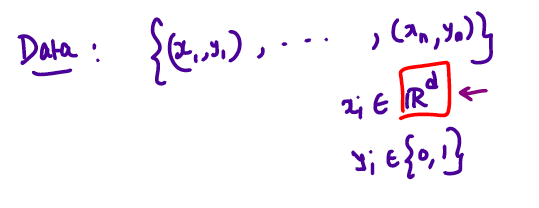 Data : {(x₁,y₁), ... , (xₙ,yₙ)}
xᵢ ∈ ℝᵈ ←
yᵢ ∈ {0,1}